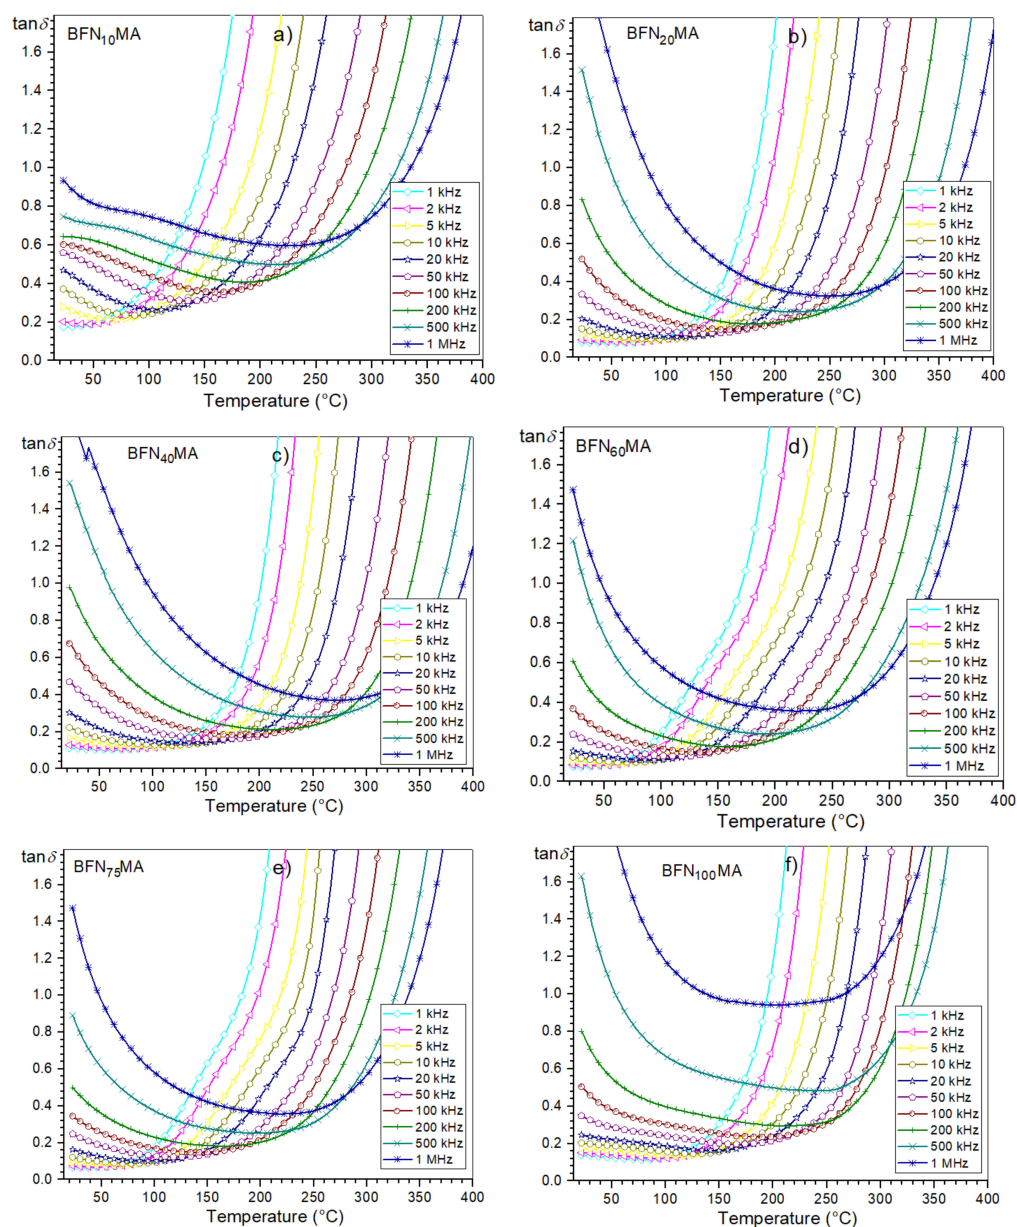 tanδ
BFN₁₀MA
a)
1.6
1.4
1.2
1.0
0.8
0.6
0.4
0.2
0.0
1 kHz
2 kHz
5 kHz
10 kHz
20 kHz
50 kHz
100 kHz
200 kHz
500 kHz
1 MHz
50 100 150 200 250 300 350 400
Temperature (°C)
tanδ
BFN₂₀MA
b)
1.6
1.4
1.2
1.0
0.8
0.6
0.4
0.2
0.0
1 kHz
2 kHz
5 kHz
10 kHz
20 kHz
50 kHz
100 kHz
200 kHz
500 kHz
1 MHz
50 100 150 200 250 300 350 400
Temperature (°C)
tanδ
BFN₄₀MA
c)
1.6
1.4
1.2
1.0
0.8
0.6
0.4
0.2
0.0
1 kHz
2 kHz
5 kHz
10 kHz
20 kHz
50 kHz
100 kHz
200 kHz
500 kHz
1 MHz
50 100 150 200 250 300 350 400
Temperature (°C)
tanδ
BFN₆₀MA
d)
1.6
1.4
1.2
1.0
0.8
0.6
0.4
0.2
0.0
1 kHz
2 kHz
5 kHz
10 kHz
20 kHz
50 kHz
100 kHz
200 kHz
500 kHz
1 MHz
50 100 150 200 250 300 350 400
Temperature (°C)
tanδ
BFN₇₅MA
e)
1.6
1.4
1.2
1.0
0.8
0.6
0.4
0.2
0.0
1 kHz
2 kHz
5 kHz
10 kHz
20 kHz
50 kHz
100 kHz
200 kHz
500 kHz
1 MHz
50 100 150 200 250 300 350 400
Temperature (°C)
tanδ
BFN₁₀₀MA
f)
1.6
1.4
1.2
1.0
0.8
0.6
0.4
0.2
0.0
1 kHz
2 kHz
5 kHz
10 kHz
20 kHz
50 kHz
100 kHz
200 kHz
500 kHz
1 MHz
50 100 150 200 250 300 350 400
Temperature (°C)